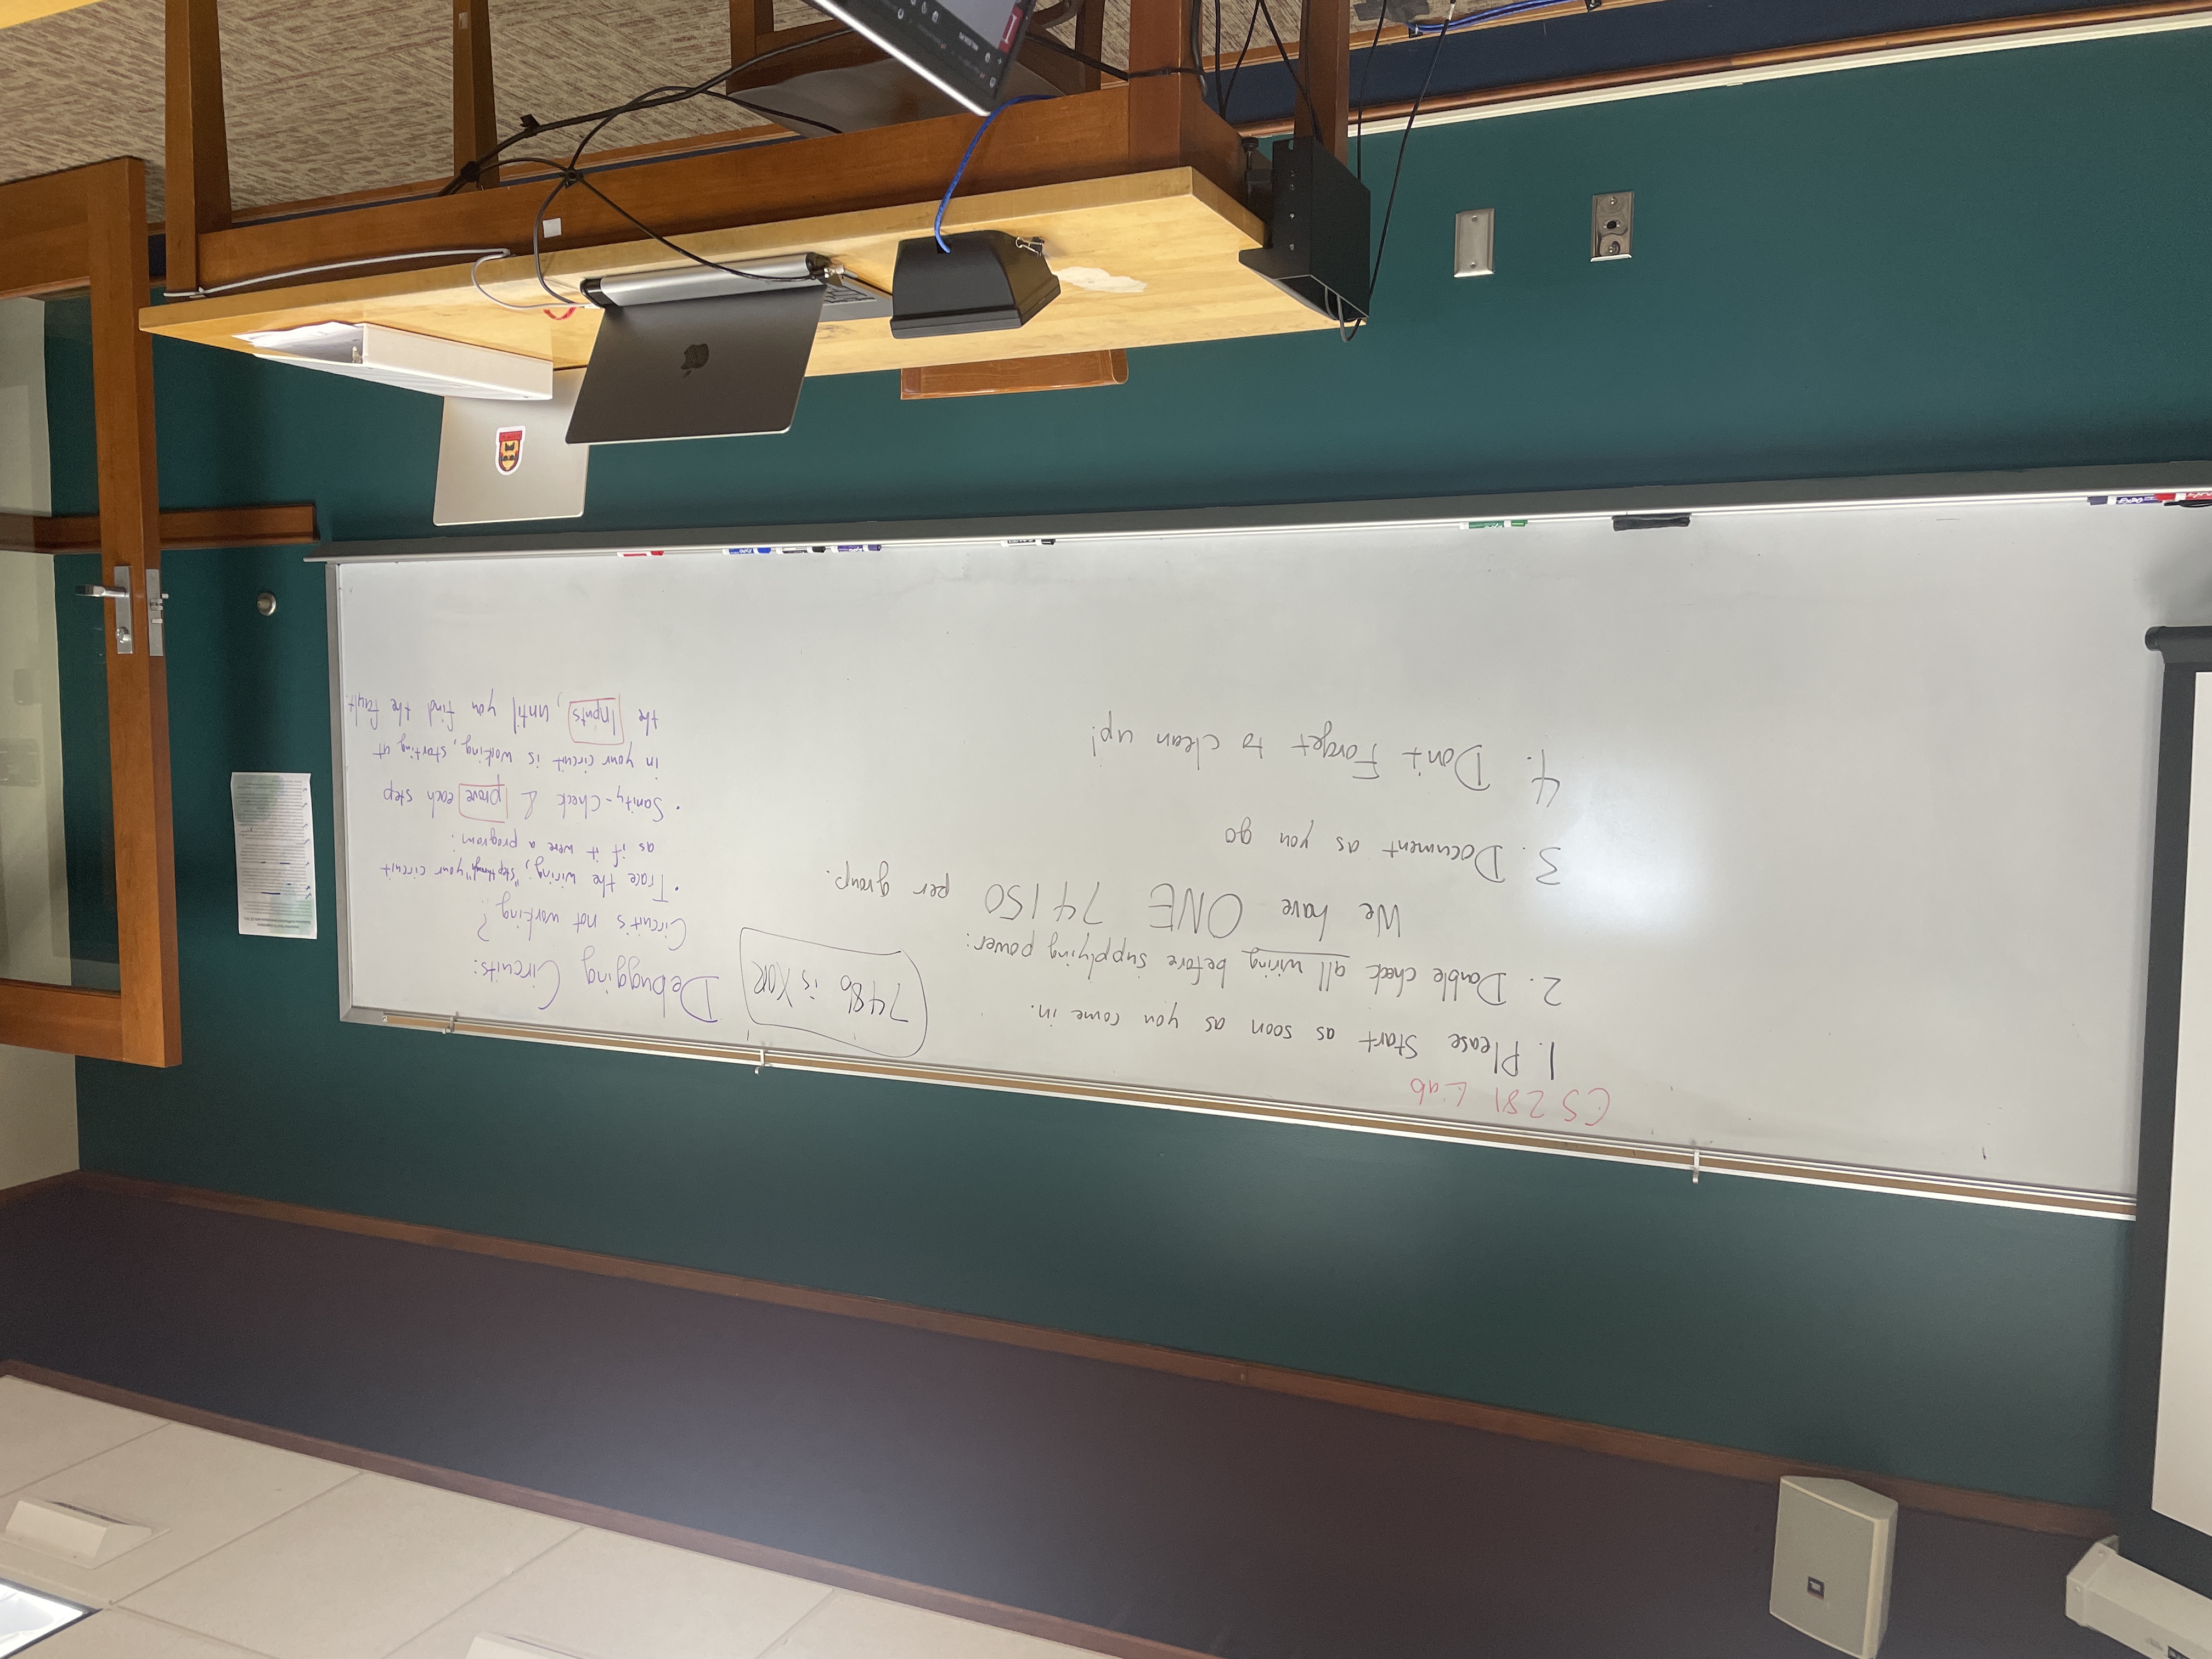 CS 281 Lab
1. Please Start as soon as you come in.
2. Double check all wiring before supplying power:
We have ONE 74150 per group.
3. Document as you go
4. Don't Forget to clean up!
7486 is XOR
Debugging Circuits:
Circuit's not working?
· Trace the wiring; "step through" your circuit
as if it were a program.
· Sanity-check & prove each step
in your circuit is working, starting at
the Inputs, until you find the fault.